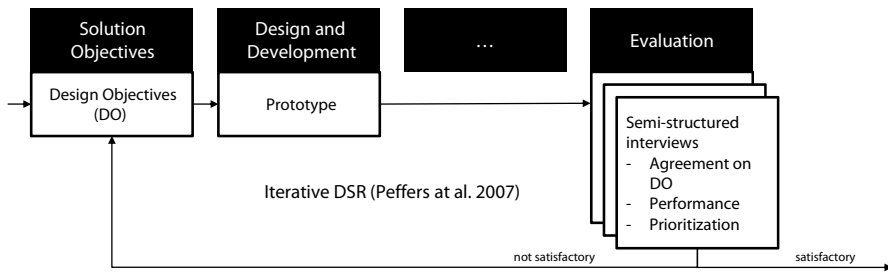 Solution
Objectives
Design and
Development
...
Evaluation
Design Objectives
(DO)
Prototype
Semi-structured
interviews
- Agreement on
DO
- Performance
- Prioritization
Iterative DSR (Peffers at al. 2007)
not satisfactory
satisfactory